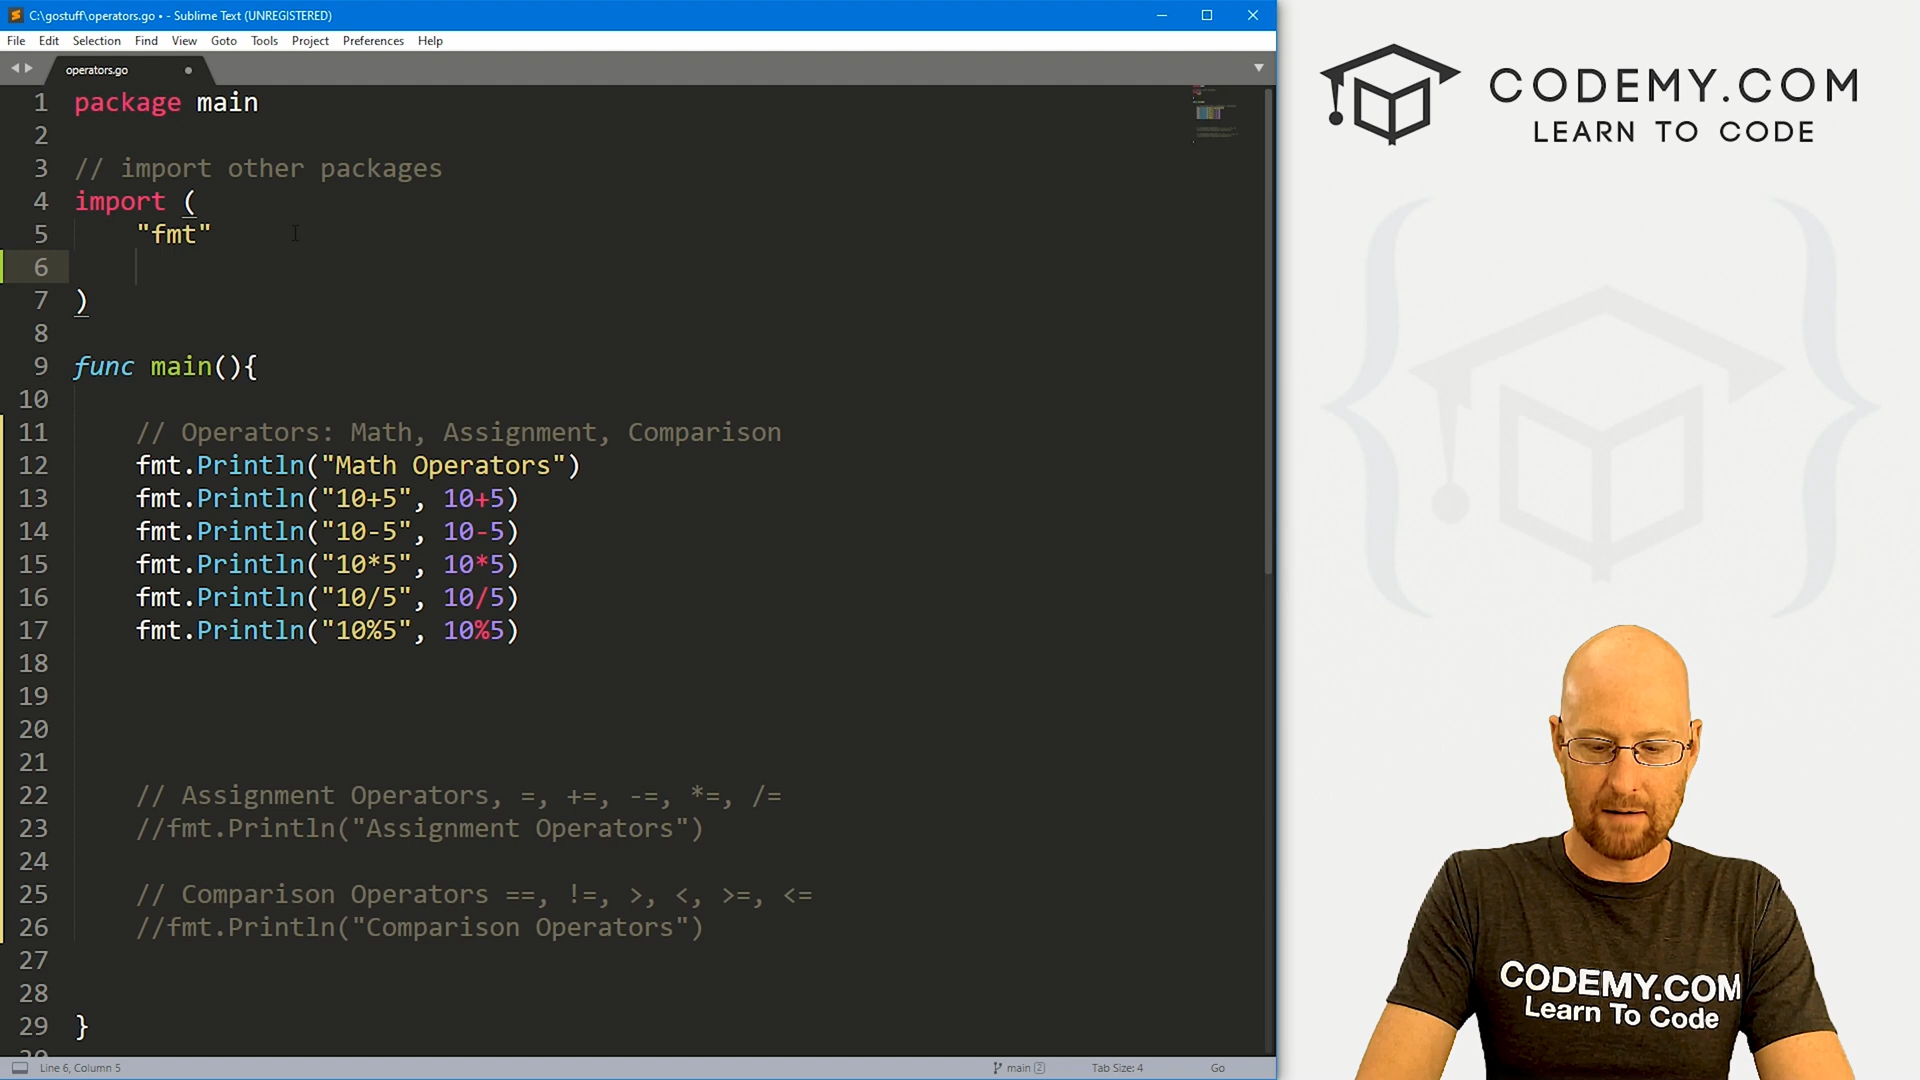 C:\gostuff\operators.go • - Sublime Text (UNREGISTERED)
File Edit Selection Find View Goto Tools Project Preferences Help
operators.go
1 package main
2
3 // import other packages
4 import (
5 "fmt"
6
7 )
8
9 func main(){
10
11 // Operators: Math, Assignment, Comparison
12 fmt.Println("Math Operators")
13 fmt.Println("10+5", 10+5)
14 fmt.Println("10-5", 10-5)
15 fmt.Println("10*5", 10*5)
16 fmt.Println("10/5", 10/5)
17 fmt.Println("10%5", 10%5)
18
19
20
21
22 // Assignment Operators, =, +=, -=, *=, /=
23 //fmt.Println("Assignment Operators")
24
25 // Comparison Operators ==, !=, >, <, >=, <=
26 //fmt.Println("Comparison Operators")
27
28
29 }
30
Line 6, Column 5 main 2 Tab Size: 4 Go
CODEMY.COM
LEARN TO CODE
CODEMY.COM
Learn To Code